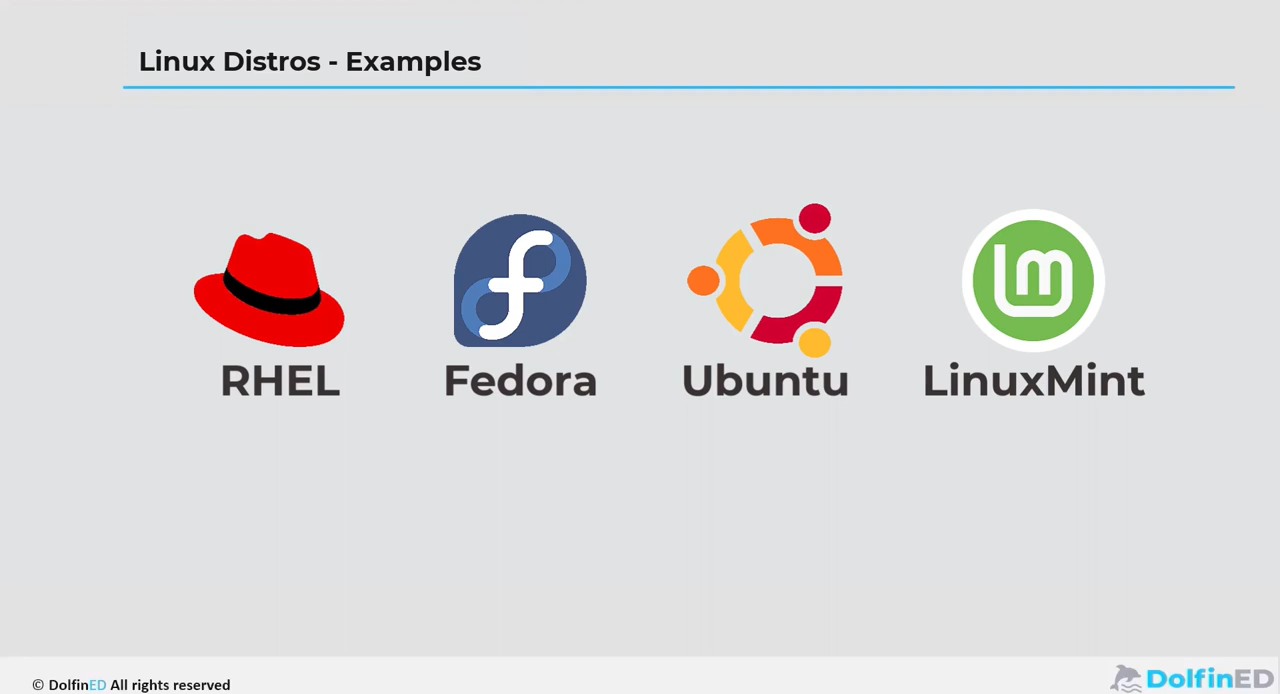 Linux Distros - Examples
RHEL
Fedora
Ubuntu
LinuxMint
© DolfinED All rights reserved
DolfinED